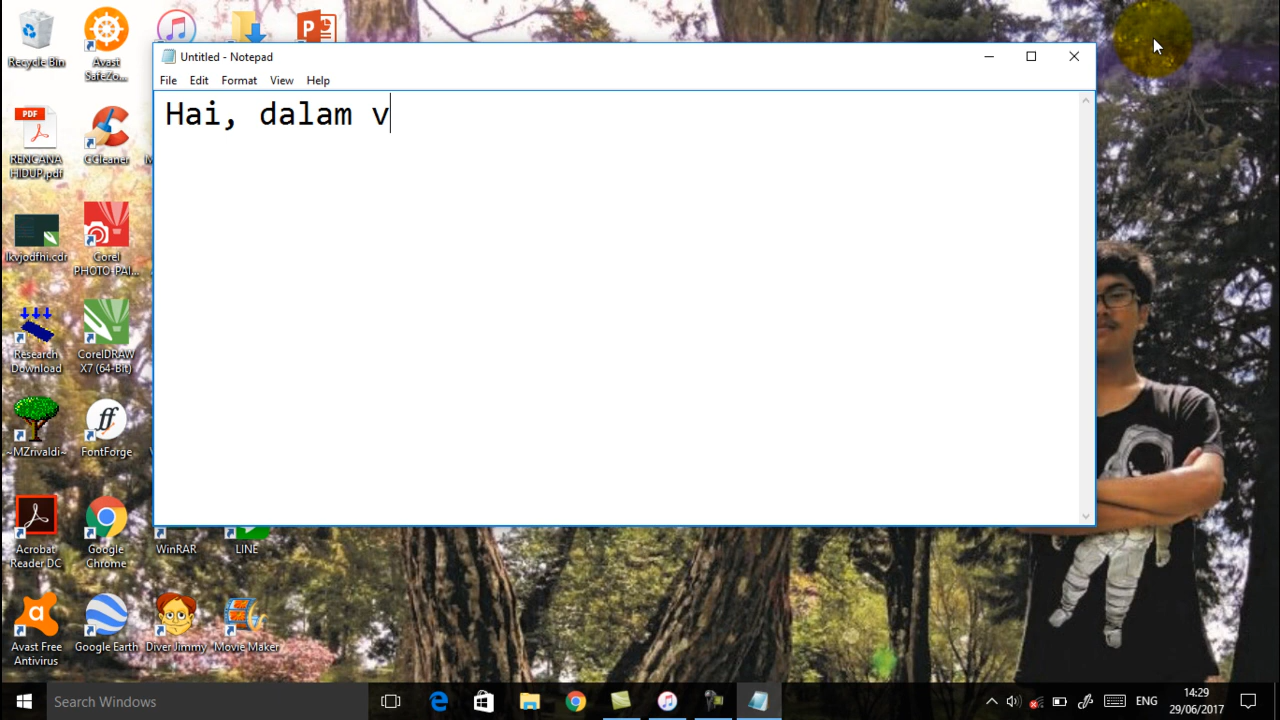 Recycle Bin
Avast
SafeZo...
Untitled - Notepad
File Edit Format View Help
Hai, dalam v
PDF
RENCANA
HIDUP.pdf
CCleaner
lkvjodfhi.cdr
Corel
PHOTO-PAI...
Research
Download
CorelDRAW
X7 (64-Bit)
~MZrivaldi~
ff
FontForge
Acrobat
Reader DC
Google
Chrome
WinRAR
LINE
Avast Free
Antivirus
Google Earth
Diver Jimmy
Movie Maker
Search Windows
ENG
14:29
29/06/2017